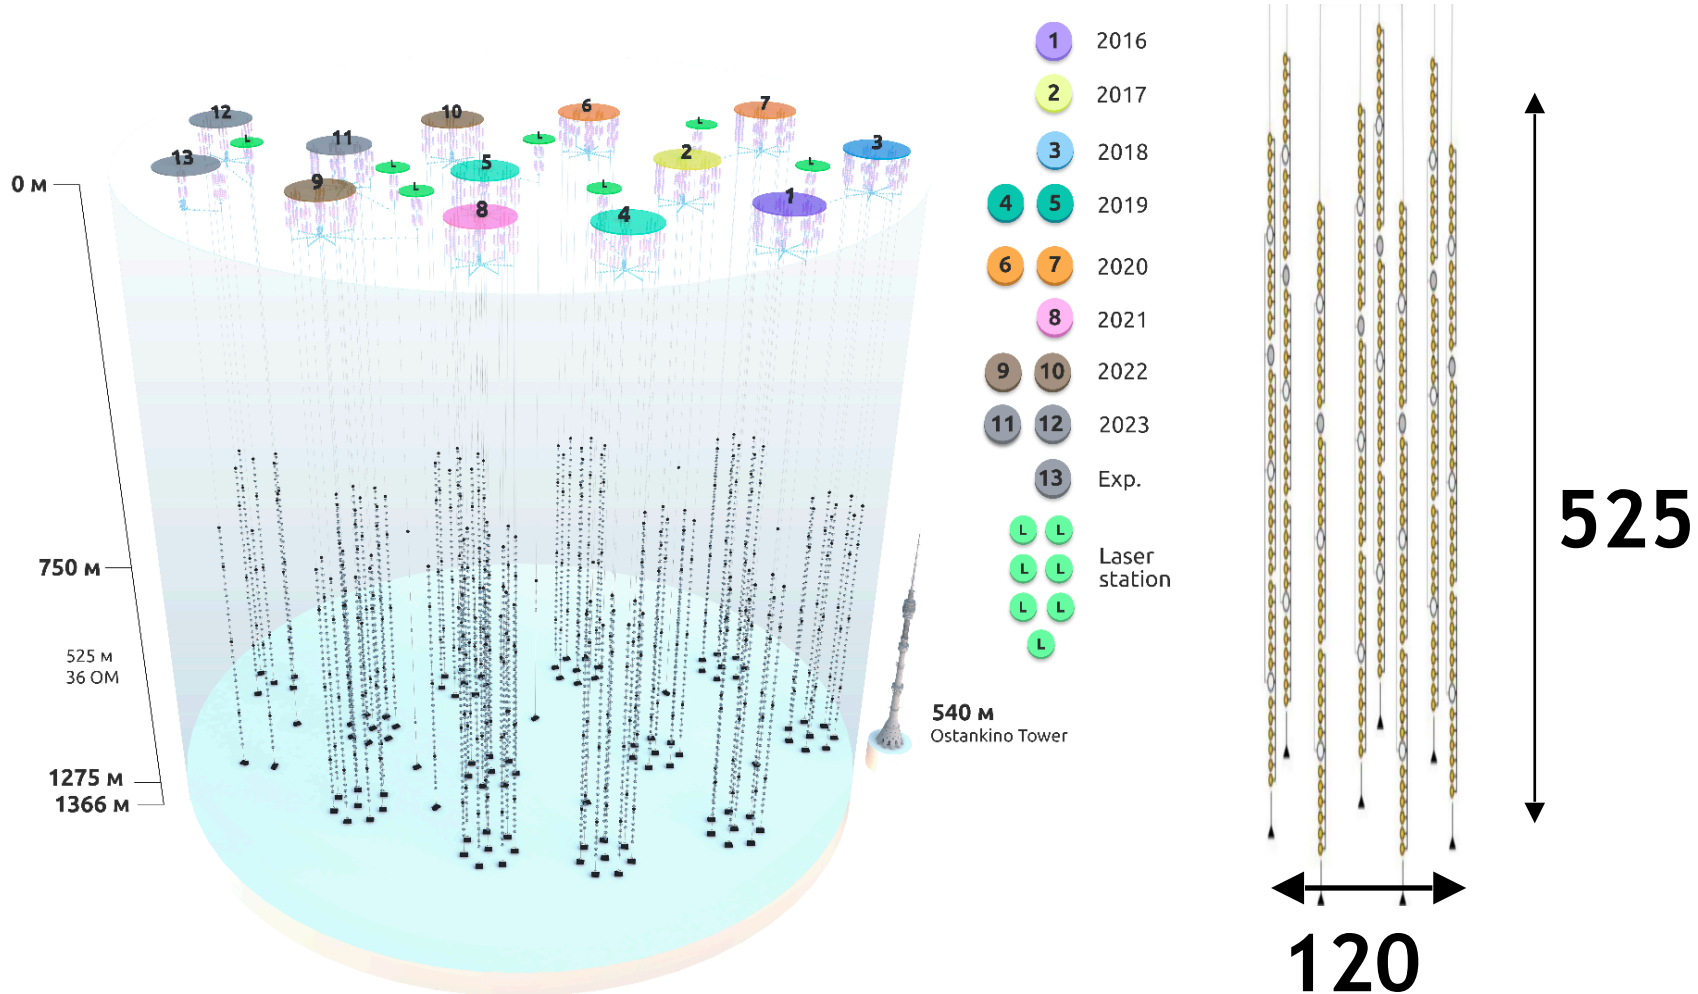 12
10
6
7
L
L
L
11
3
13
L
5
2
L
9
L
L
1
8
4
0 м
750 м
525 м
36 ОМ
1275 м
1366 м
540 м
Ostankino Tower
1 2016
2 2017
3 2018
4 5 2019
6 7 2020
8 2021
9 10 2022
11 12 2023
13 Exp.
L L
L L
L L
L
Laser
station
525
120